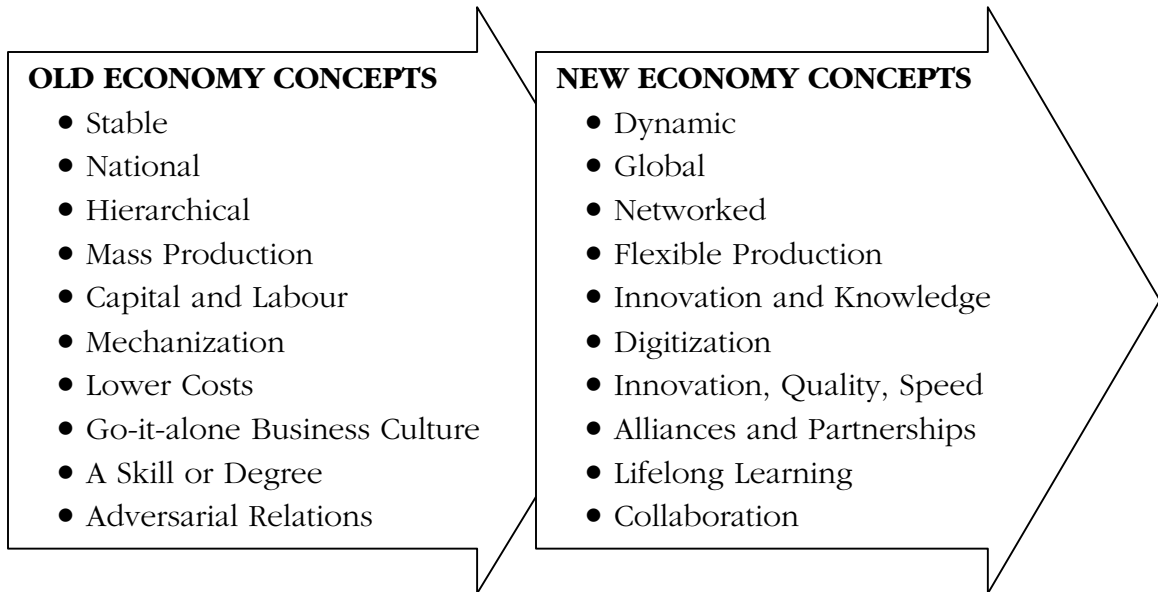 OLD ECONOMY CONCEPTS
• Stable
• National
• Hierarchical
• Mass Production
• Capital and Labour
• Mechanization
• Lower Costs
• Go-it-alone Business Culture
• A Skill or Degree
• Adversarial Relations
NEW ECONOMY CONCEPTS
• Dynamic
• Global
• Networked
• Flexible Production
• Innovation and Knowledge
• Digitization
• Innovation, Quality, Speed
• Alliances and Partnerships
• Lifelong Learning
• Collaboration